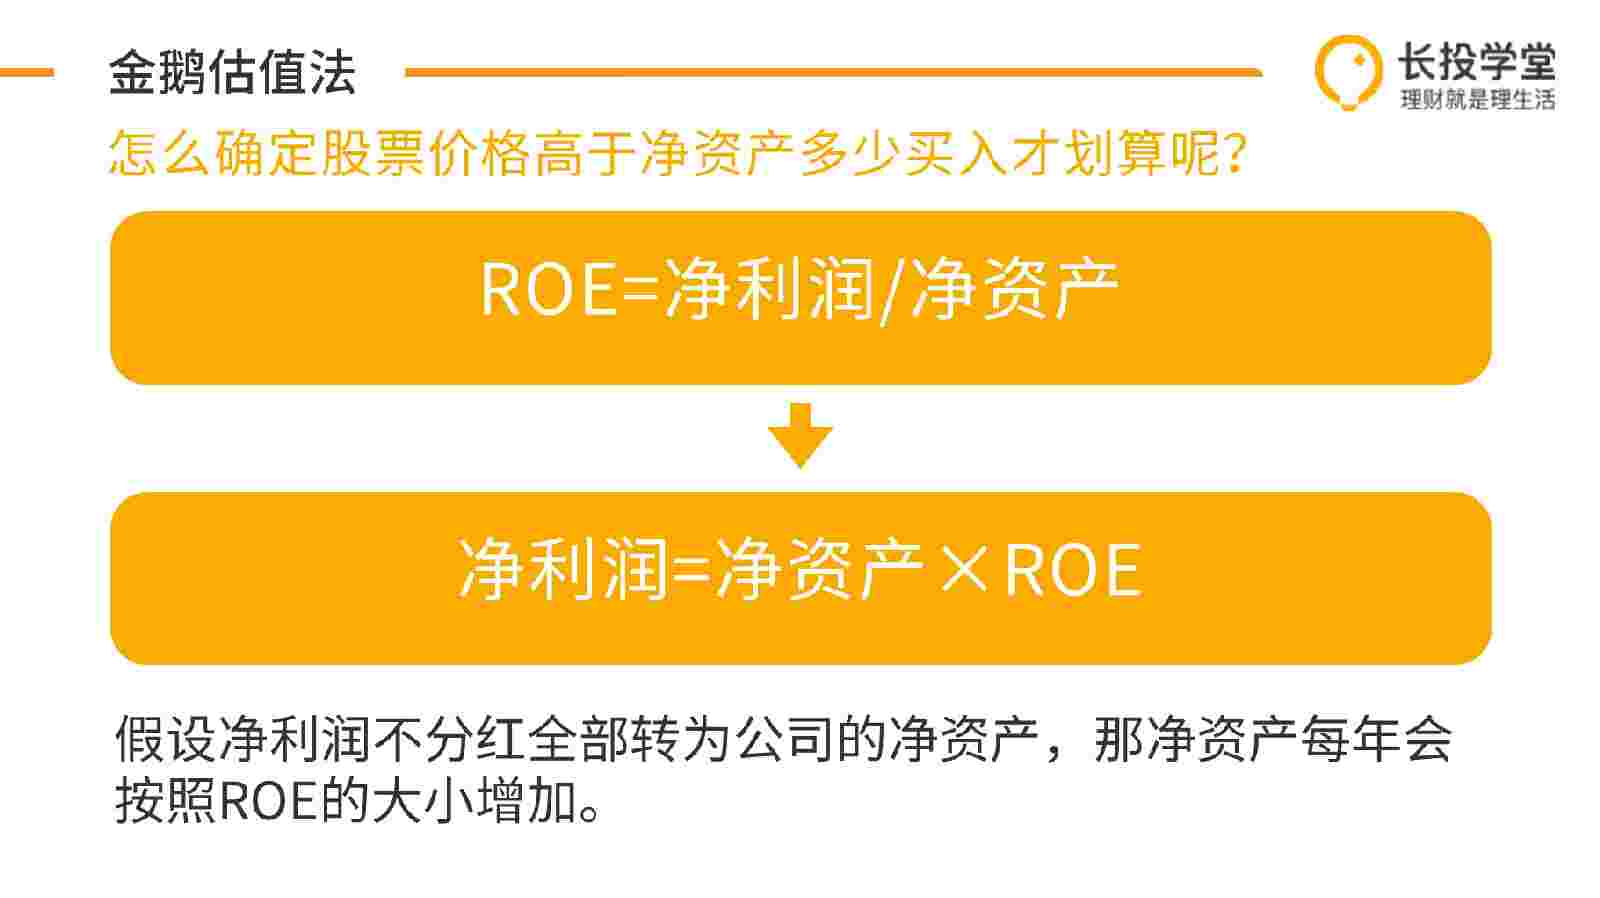 金鹅估值法
长投学堂
理财就是理生活
怎么确定股票价格高于净资产多少买入才划算呢?
ROE=净利润/净资产
净利润=净资产×ROE
假设净利润不分红全部转为公司的净资产，那净资产每年会
按照ROE的大小增加。